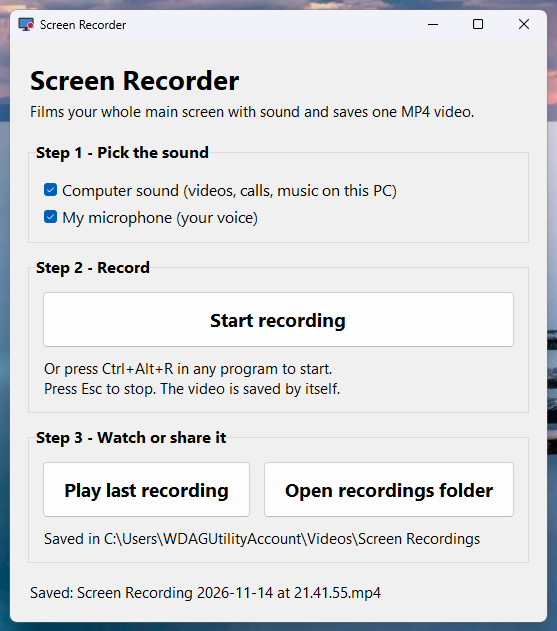 Screen Recorder
Screen Recorder
Films your whole main screen with sound and saves one MP4 video.
Step 1 - Pick the sound
Computer sound (videos, calls, music on this PC)
My microphone (your voice)
Step 2 - Record
Start recording
Or press Ctrl+Alt+R in any program to start.
Press Esc to stop. The video is saved by itself.
Step 3 - Watch or share it
Play last recording
Open recordings folder
Saved in C:\Users\WDAGUtilityAccount\Videos\Screen Recordings
Saved: Screen Recording 2026-11-14 at 21.41.55.mp4